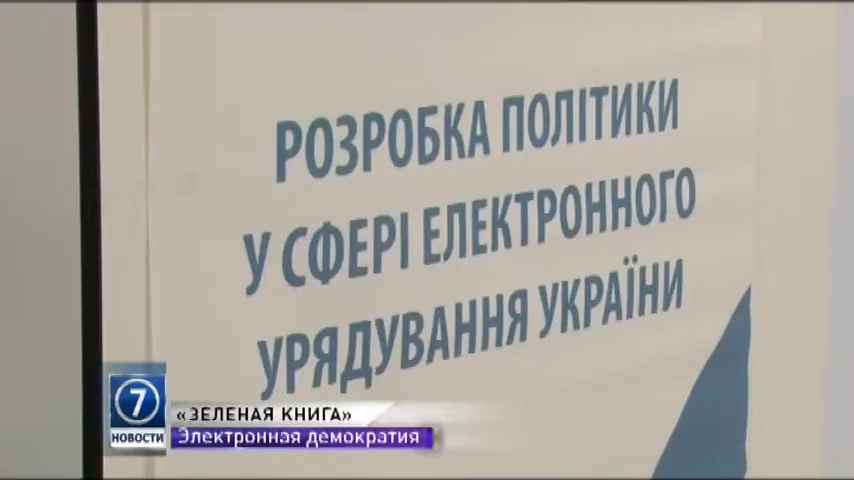 РОЗРОБКА ПОЛІТИКИ
У СФЕРІ ЕЛЕКТРОННОГО
УРЯДУВАННЯ УКРАЇНИ
7
НОВОСТИ
«ЗЕЛЕНАЯ КНИГА»
Электронная демократия